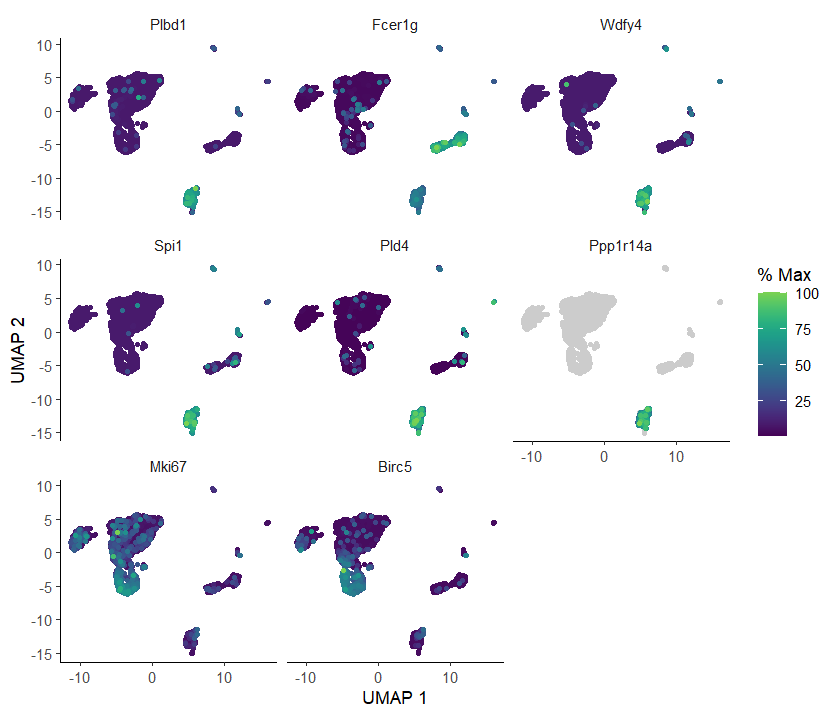 Plbd1 Fcer1g Wdfy4
10
5
0
-5
-10
-15
Spi1 Pld4 Ppp1r14a
10
5
0
-5
-10
-15
-10 0 10
Mki67 Birc5
10
5
0
-5
-10
-15
-10 0 10 -10 0 10
UMAP 1
UMAP 2
% Max
100
75
50
25